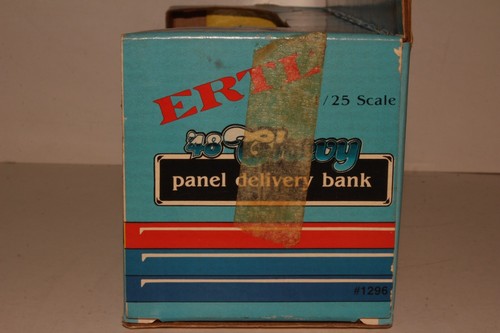 ERTL
/25 Scale
'48 Chevy
panel delivery bank
#1296